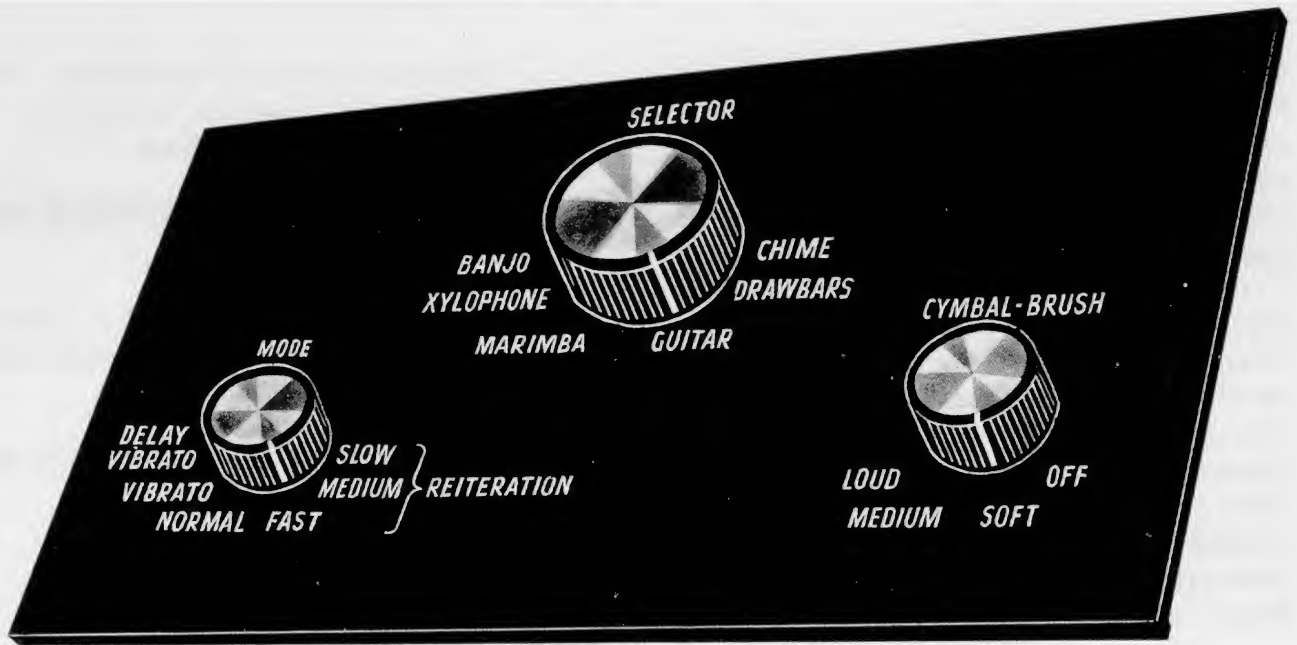 SELECTOR
BANJO
CHIME
XYLOPHONE
DRAWBARS
MARIMBA
GUITAR
MODE
DELAY
VIBRATO
SLOW
VIBRATO
MEDIUM
REITERATION
NORMAL
FAST
CYMBAL-BRUSH
LOUD
OFF
MEDIUM
SOFT